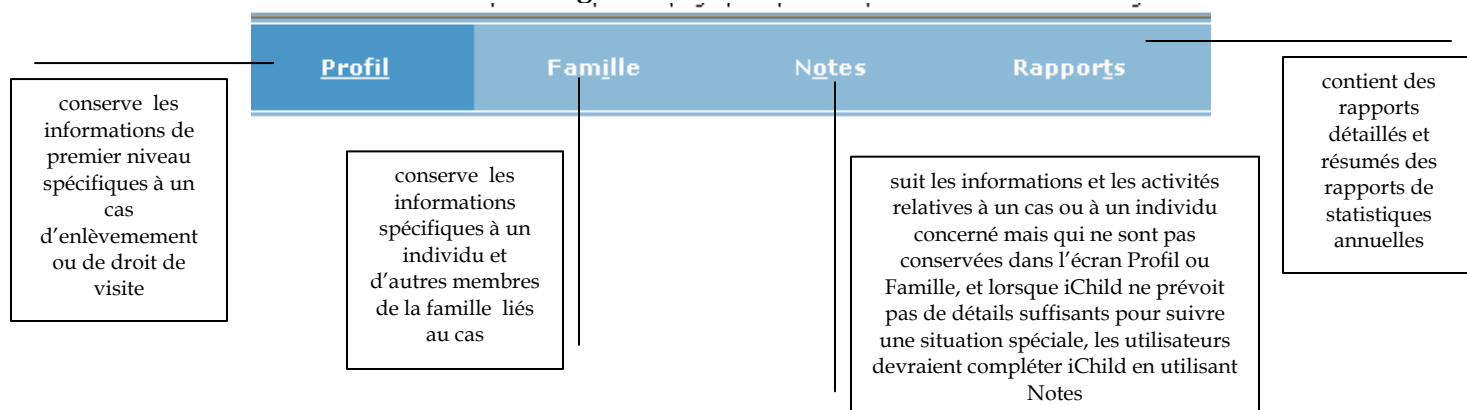 Profil
Famille
Notes
Rapports
conserve les
informations de
premier niveau
spécifiques à un
cas
d'enlèvemement
ou de droit de
visite
conserve les
informations
spécifiques à un
individu et
d'autres membres
de la famille liés
au cas
suit les informations et les activités
relatives à un cas ou à un individu
concerné mais qui ne sont pas
conservées dans l'écran Profil ou
Famille, et lorsque iChild ne prévoit
pas de détails suffisants pour suivre
une situation spéciale, les utilisateurs
devraient compléter iChild en utilisant
Notes
contient des
rapports
détaillés et
résumés des
rapports de
statistiques
annuelles